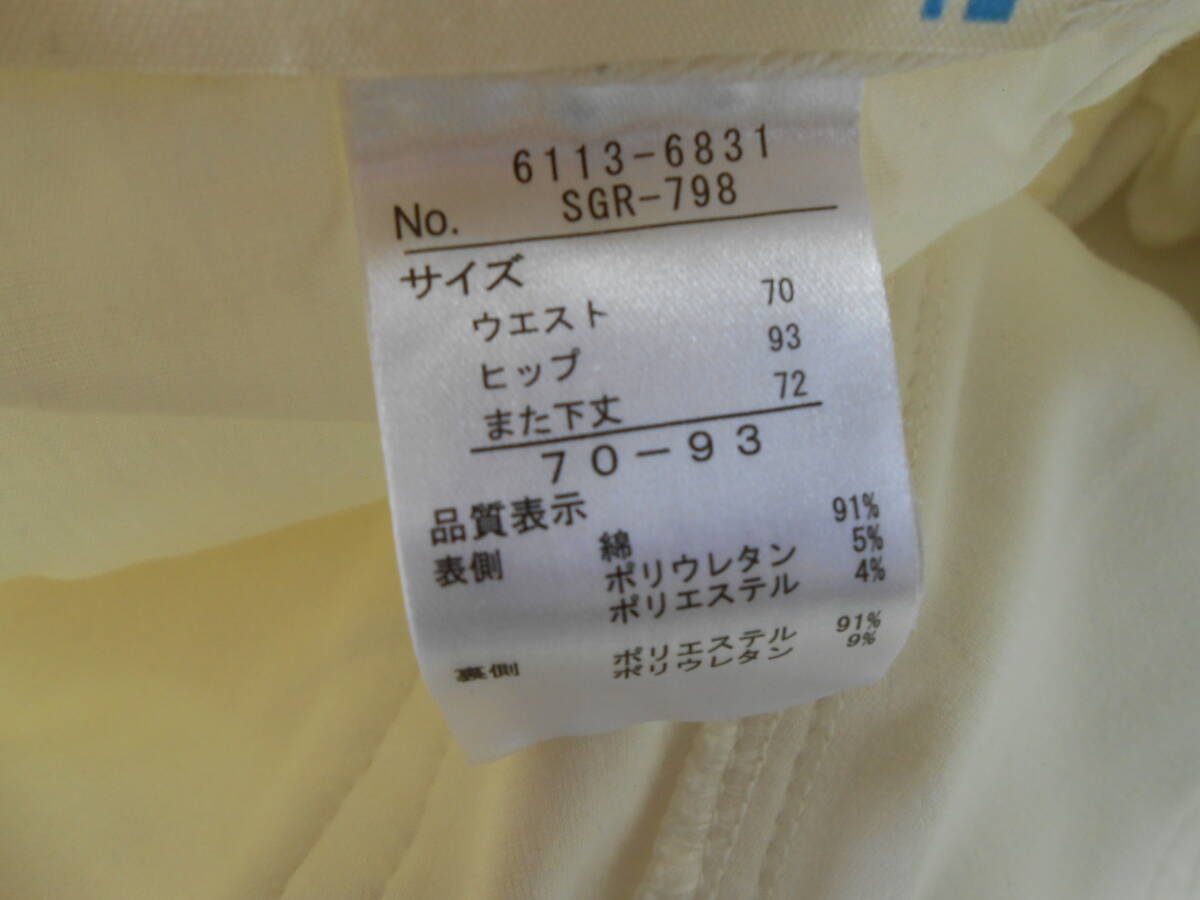 6113-6831
No. SGR-798
サイズ
ウエスト 70
ヒップ 93
また下丈 72
70-93
品質表示
表側 綿 91%
ポリウレタン 5%
ポリエステル 4%
裏側 ポリエステル 91%
ポリウレタン 9%